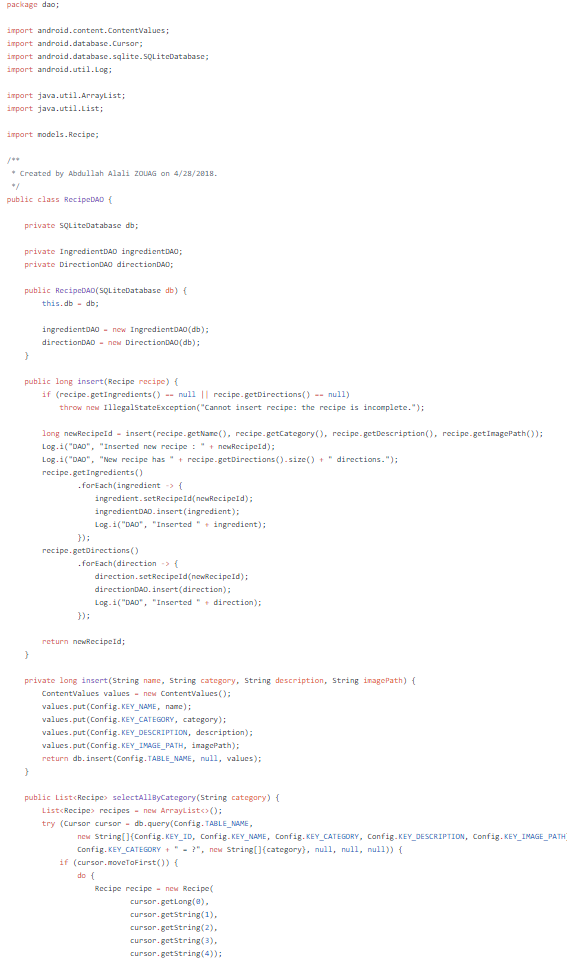 package dao;
import android.content.ContentValues;
import android.database.Cursor;
import android.database.sqlite.SQLiteDatabase;
import android.util.Log;
import java.util.ArrayList;
import java.util.List;
import models.Recipe;
/**
 * Created by Abdullah Alali ZOUAG on 4/28/2018.
 */
public class RecipeDAO {
    private SQLiteDatabase db;
    private IngredientDAO ingredientDAO;
    private DirectionDAO directionDAO;
    public RecipeDAO(SQLiteDatabase db) {
        this.db = db;
        ingredientDAO = new IngredientDAO(db);
        directionDAO = new DirectionDAO(db);
    }
    public long insert(Recipe recipe) {
        if (recipe.getIngredients() == null || recipe.getDirections() == null)
            throw new IllegalStateException("Cannot insert recipe: the recipe is incomplete.");
        long newRecipeId = insert(recipe.getName(), recipe.getCategory(), recipe.getDescription(), recipe.getImagePath());
        Log.i("DAO", "Inserted new recipe : " + newRecipeId);
        Log.i("DAO", "New recipe has " + recipe.getDirections().size() + " directions.");
        recipe.getIngredients()
                .forEach(ingredient -> {
                    ingredient.setRecipeId(newRecipeId);
                    ingredientDAO.insert(ingredient);
                    Log.i("DAO", "Inserted " + ingredient);
                });
        recipe.getDirections()
                .forEach(direction -> {
                    direction.setRecipeId(newRecipeId);
                    directionDAO.insert(direction);
                    Log.i("DAO", "Inserted " + direction);
                });
        return newRecipeId;
    }
    private long insert(String name, String category, String description, String imagePath) {
        ContentValues values = new ContentValues();
        values.put(Config.KEY_NAME, name);
        values.put(Config.KEY_CATEGORY, category);
        values.put(Config.KEY_DESCRIPTION, description);
        values.put(Config.KEY_IMAGE_PATH, imagePath);
        return db.insert(Config.TABLE_NAME, null, values);
    }
    public List<Recipe> selectAllByCategory(String category) {
        List<Recipe> recipes = new ArrayList<>();
        try (Cursor cursor = db.query(Config.TABLE_NAME,
                new String[]{Config.KEY_ID, Config.KEY_NAME, Config.KEY_CATEGORY, Config.KEY_DESCRIPTION, Config.KEY_IMAGE_PATH
                Config.KEY_CATEGORY + " = ?", new String[]{category}, null, null, null)) {
            if (cursor.moveToFirst()) {
                do {
                    Recipe recipe = new Recipe(
                            cursor.getLong(0),
                            cursor.getString(1),
                            cursor.getString(2),
                            cursor.getString(3),
                            cursor.getString(4));